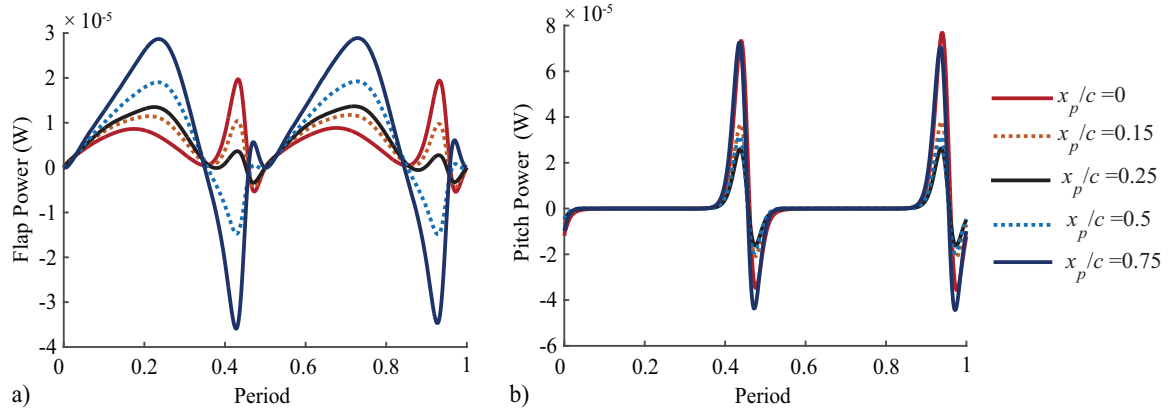 × 10⁻⁵
3
2
1
0
-1
-2
-3
-4
Flap Power (W)
0
0.2
0.4
0.6
0.8
1
Period
a)
× 10⁻⁵
8
6
4
2
0
-2
-4
-6
Pitch Power (W)
0
0.2
0.4
0.6
0.8
1
Period
b)
x_p/c =0
x_p/c =0.15
x_p/c =0.25
x_p/c =0.5
x_p/c =0.75